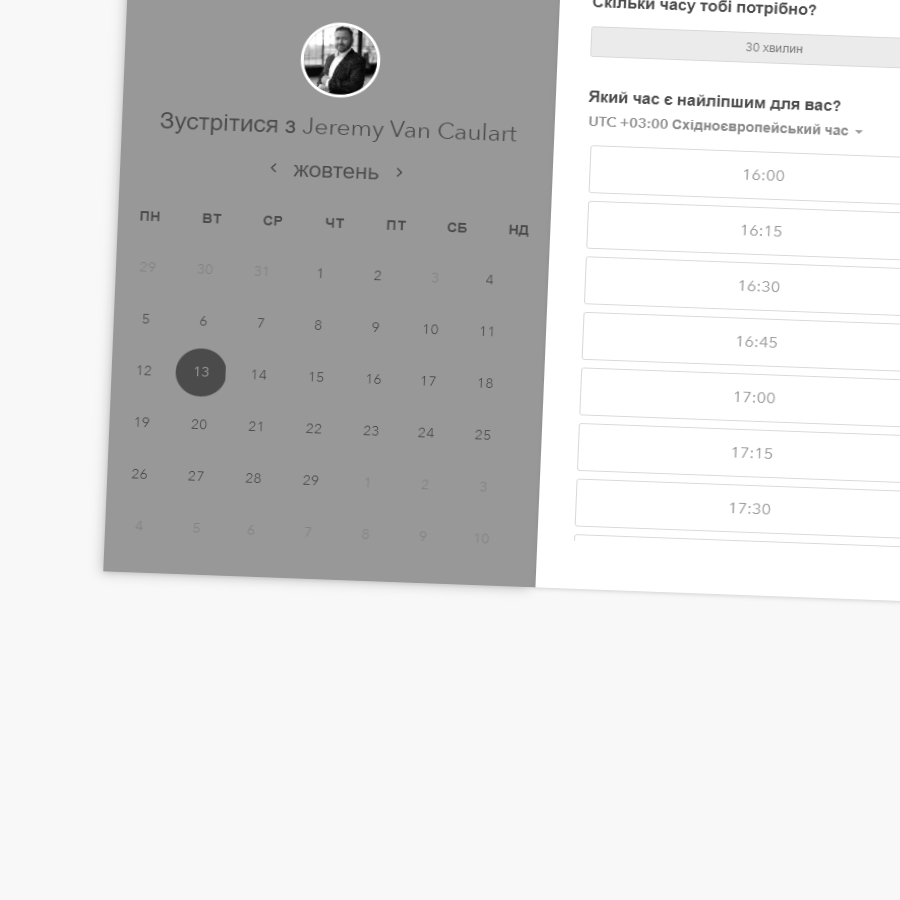 Зустрітися з Jeremy Van Caulart
жовтень
ПН ВТ СР ЧТ ПТ СБ НД
29 30 31 1 2 3 4
5 6 7 8 9 10 11
12 13 14 15 16 17 18
19 20 21 22 23 24 25
26 27 28 29 1 2 3
4 5 6 7 8 9 10
Скільки часу тобі потрібно?
30 хвилин
Який час є найліпшим для вас?
UTC +03:00 Східноєвропейський час
16:00
16:15
16:30
16:45
17:00
17:15
17:30